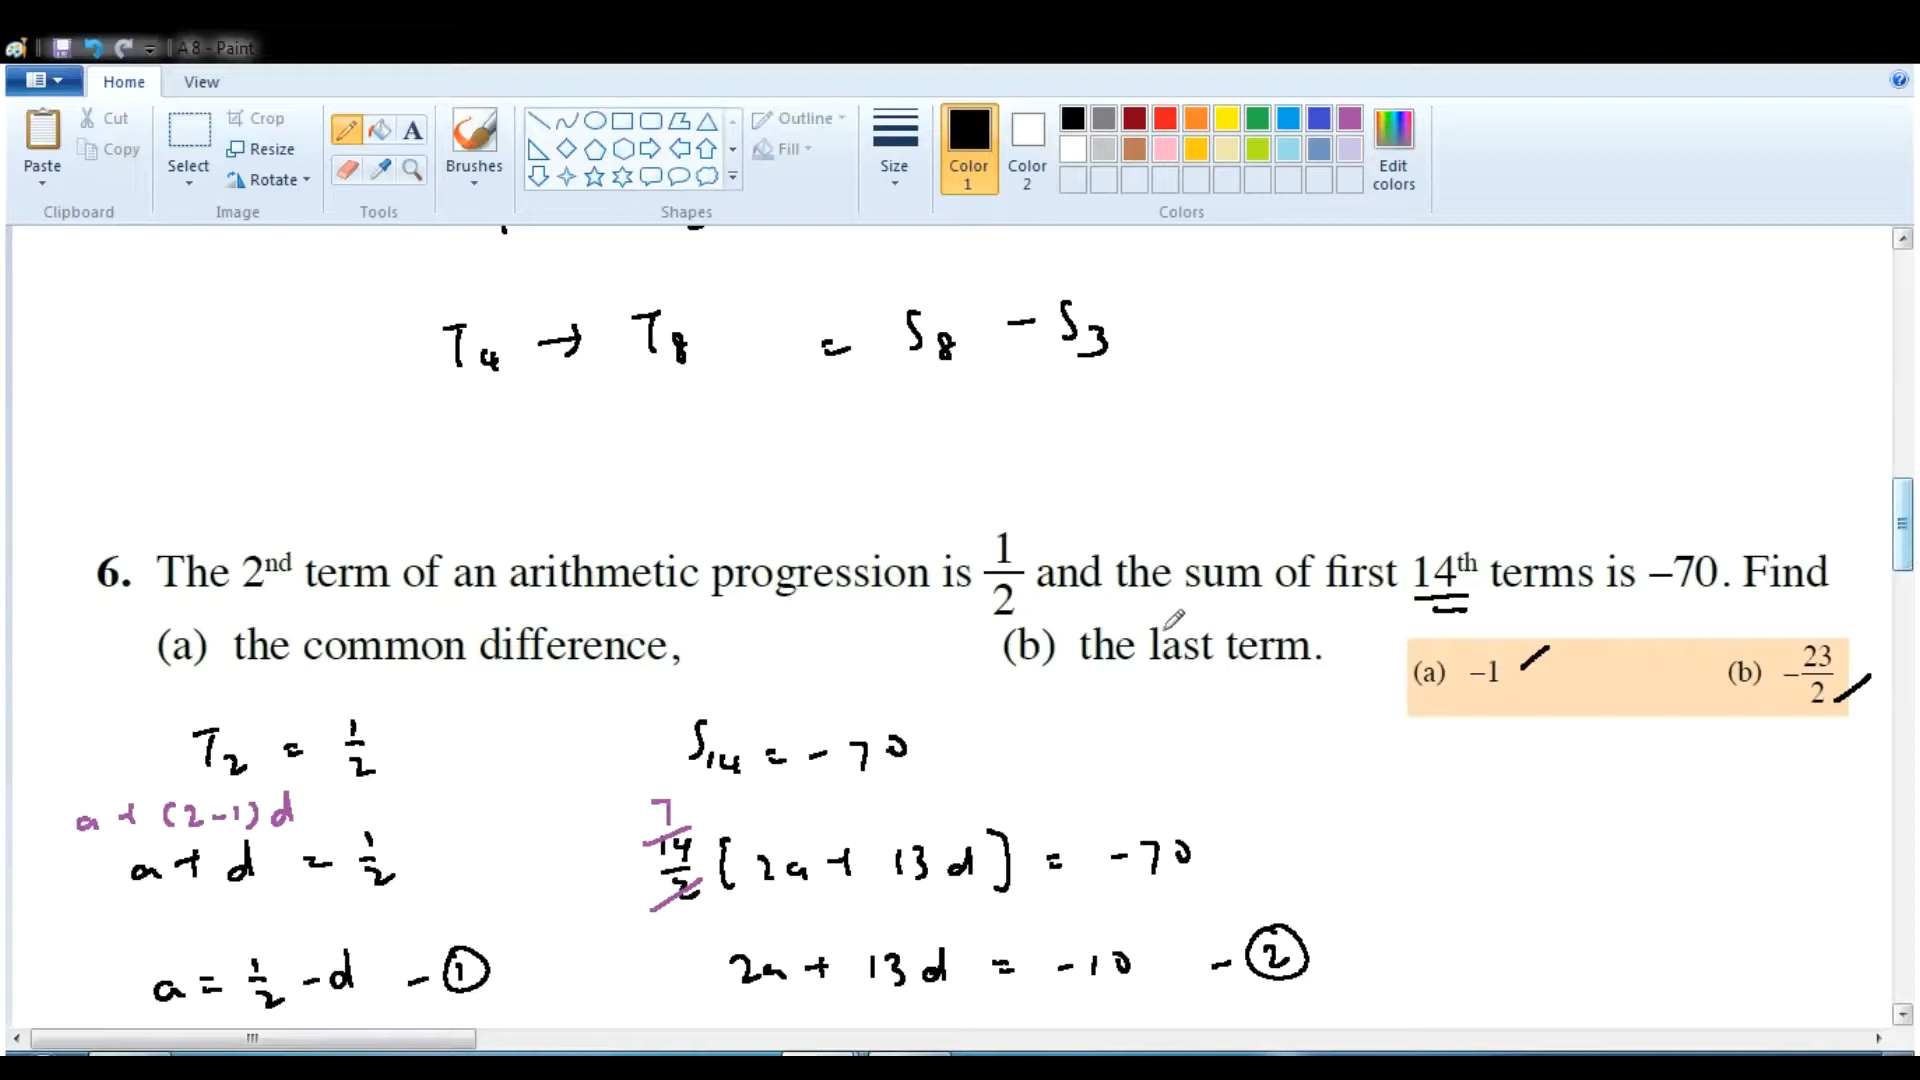 A 8 - Paint
Home View
Paste Cut Copy
Select Crop Resize Rotate
Brushes
Outline Fill
Size
Color 1 Color 2
Edit colors
Clipboard Image Tools Shapes Colors
T4 → T8 = S8 - S3
6. The 2nd term of an arithmetic progression is 1/2 and the sum of first 14th terms is –70. Find
(a) the common difference, (b) the last term.
(a) –1 (b) –23/2
T2 = 1/2 S14 = -70
a + (2-1)d 7
a + d = 1/2 14/2 [2a + 13d] = -70
a = 1/2 - d - ① 2a + 13d = -10 - ②